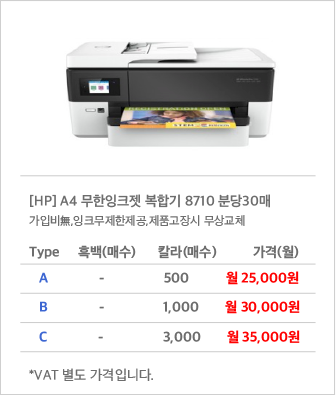 [HP] A4 무한잉크젯 복합기 8710 분당30매
가입비無,잉크무제한제공,제품고장시 무상교체
Type 흑백(매수) 칼라(매수) 가격(월)
A - 500 월 25,000원
B - 1,000 월 30,000원
C - 3,000 월 35,000원
*VAT 별도 가격입니다.